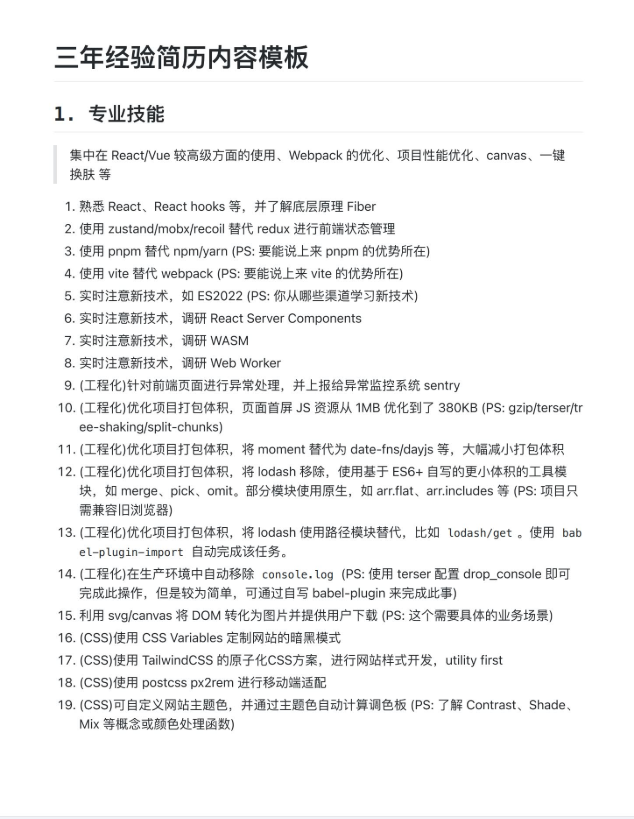 三年经验简历内容模板
1. 专业技能
集中在 React/Vue 较高级方面的使用、Webpack 的优化、项目性能优化、canvas、一键
换肤 等
1. 熟悉 React、React hooks 等，并了解底层原理 Fiber
2. 使用 zustand/mobx/recoil 替代 redux 进行前端状态管理
3. 使用 pnpm 替代 npm/yarn (PS: 要能说上来 pnpm 的优势所在)
4. 使用 vite 替代 webpack (PS: 要能说上来 vite 的优势所在)
5. 实时注意新技术，如 ES2022 (PS: 你从哪些渠道学习新技术)
6. 实时注意新技术，调研 React Server Components
7. 实时注意新技术，调研 WASM
8. 实时注意新技术，调研 Web Worker
9. (工程化)针对前端页面进行异常处理，并上报给异常监控系统 sentry
10. (工程化)优化项目打包体积，页面首屏 JS 资源从 1MB 优化到了 380KB (PS: gzip/terser/tr
ee-shaking/split-chunks)
11. (工程化)优化项目打包体积，将 moment 替代为 date-fns/dayjs 等，大幅减小打包体积
12. (工程化)优化项目打包体积，将 lodash 移除，使用基于 ES6+ 自写的更小体积的工具模
块，如 merge、pick、omit。部分模块使用原生，如 arr.flat、arr.includes 等 (PS: 项目只
需兼容旧浏览器)
13. (工程化)优化项目打包体积，将 lodash 使用路径模块替代，比如 lodash/get 。使用 bab
el-plugin-import 自动完成该任务。
14. (工程化)在生产环境中自动移除 console.log (PS: 使用 terser 配置 drop_console 即可
完成此操作，但是较为简单，可通过自写 babel-plugin 来完成此事)
15. 利用 svg/canvas 将 DOM 转化为图片并提供用户下载 (PS: 这个需要具体的业务场景)
16. (CSS)使用 CSS Variables 定制网站的暗黑模式
17. (CSS)使用 TailwindCSS 的原子化CSS方案，进行网站样式开发，utility first
18. (CSS)使用 postcss px2rem 进行移动端适配
19. (CSS)可自定义网站主题色，并通过主题色自动计算调色板 (PS: 了解 Contrast、Shade、
Mix 等概念或颜色处理函数)